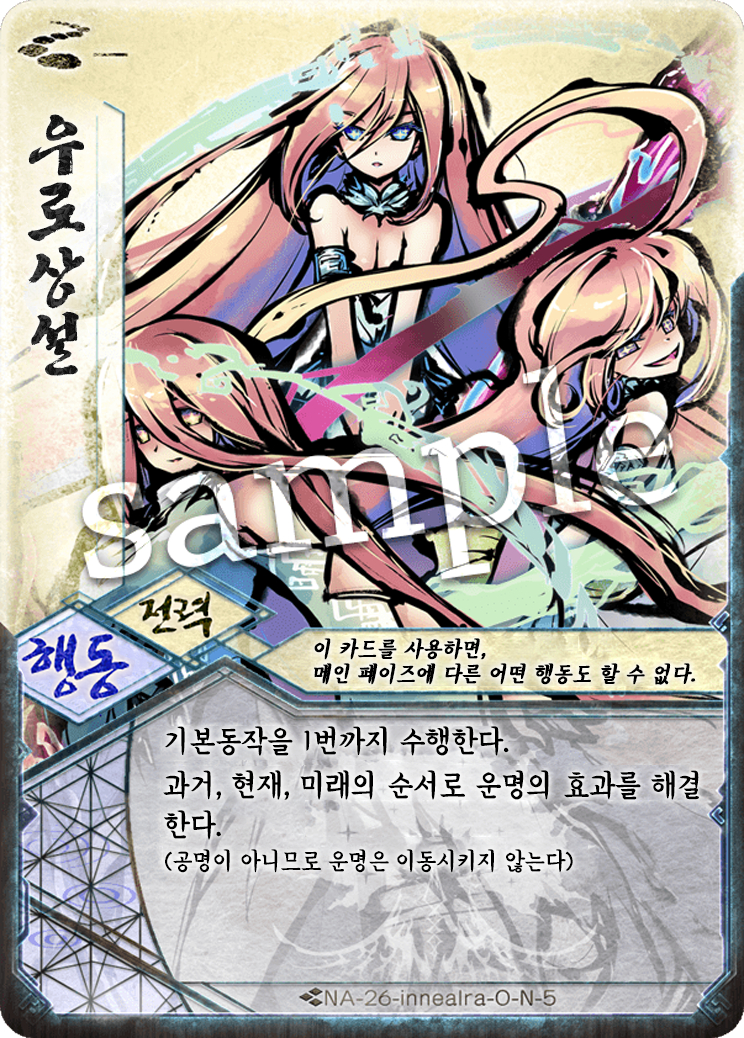 우로상설
sample
전력
행동
이 카드를 사용하면,
메인 페이즈에 다른 어떤 행동도 할 수 없다.
기본동작을 1번까지 수행한다.
과거, 현재, 미래의 순서로 운명의 효과를 해결
한다.
(공명이 아니므로 운명은 이동시키지 않는다)
NA-26-innealra-O-N-5